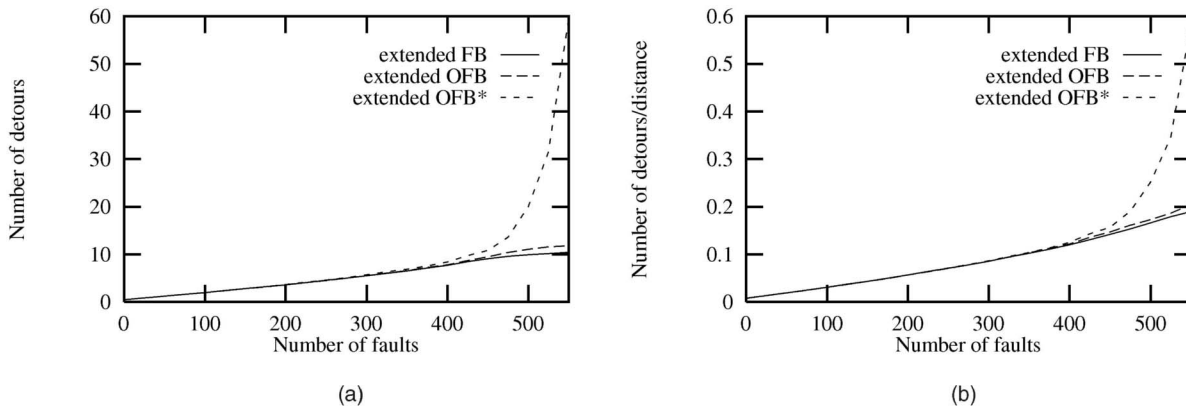 60
50
40
30
20
10
0
Number of detours
extended FB
extended OFB
extended OFB*
0 100 200 300 400 500
Number of faults
(a)
0.6
0.5
0.4
0.3
0.2
0.1
0
Number of detours/distance
extended FB
extended OFB
extended OFB*
0 100 200 300 400 500
Number of faults
(b)